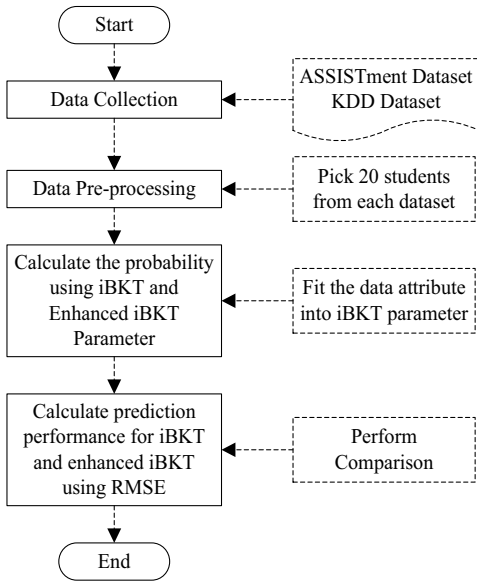 Start
Data Collection
ASSISTment Dataset
KDD Dataset
Data Pre-processing
Pick 20 students
from each dataset
Calculate the probability
using iBKT and
Enhanced iBKT
Parameter
Fit the data attribute
into iBKT parameter
Calculate prediction
performance for iBKT
and enhanced iBKT
using RMSE
Perform
Comparison
End